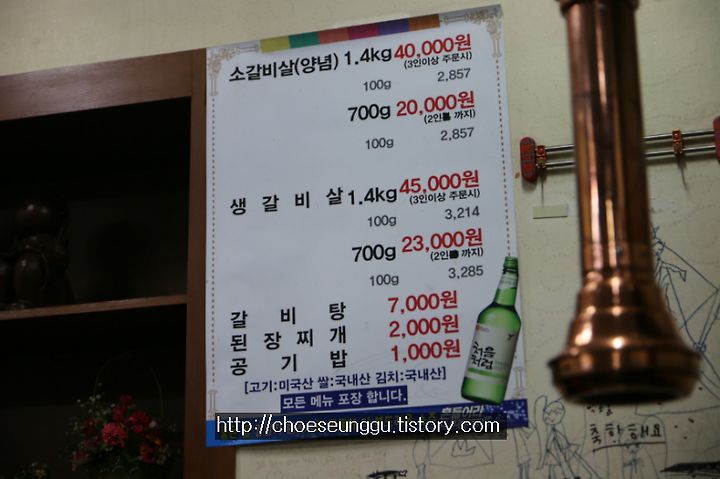 소갈비살(양념) 1.4kg 40,000원
(3인이상 주문시)
100g 2,857
700g 20,000원
(2인 까지)
100g 2,857
생 갈 비 살 1.4kg 45,000원
(3인이상 주문시)
100g 3,214
700g 23,000원
(2인 까지)
100g 3,285
갈 비 탕 7,000원
된 장 찌 개 2,000원
공 기 밥 1,000원
[고기:미국산 쌀:국내산 김치:국내산]
모든 메뉴 포장 합니다.
처음
처럼
http://choeseunggu.tistory.com
축하해요